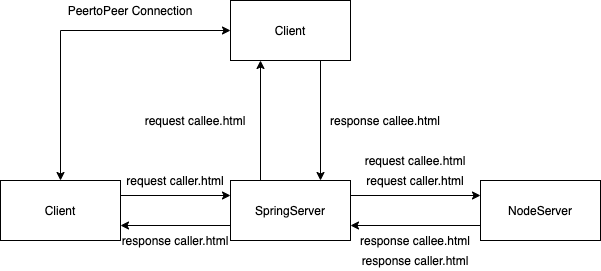 PeertoPeer Connection
Client
request callee.html
response callee.html
request callee.html
request caller.html
request caller.html
Client
SpringServer
NodeServer
response caller.html
response callee.html
response caller.html